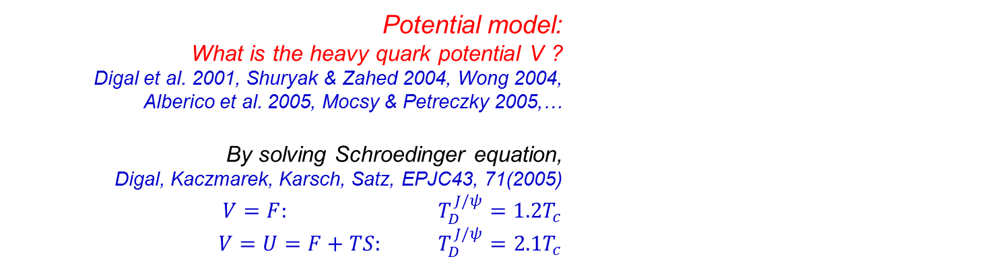 Potential model:
What is the heavy quark potential V ?
Digal et al. 2001, Shuryak & Zahed 2004, Wong 2004,
Alberico et al. 2005, Mocsy & Petreczky 2005,…
By solving Schroedinger equation,
Digal, Kaczmarek, Karsch, Satz, EPJC43, 71(2005)
V = F: T_D^{J/ψ} = 1.2T_c
V = U = F + TS: T_D^{J/ψ} = 2.1T_c